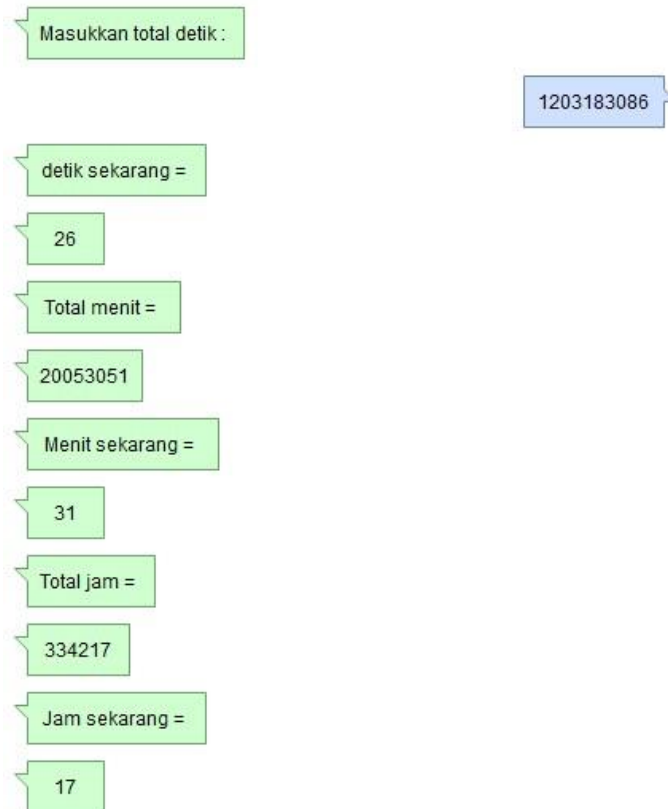 Masukkan total detik :
1203183086
detik sekarang =
26
Total menit =
20053051
Menit sekarang =
31
Total jam =
334217
Jam sekarang =
17